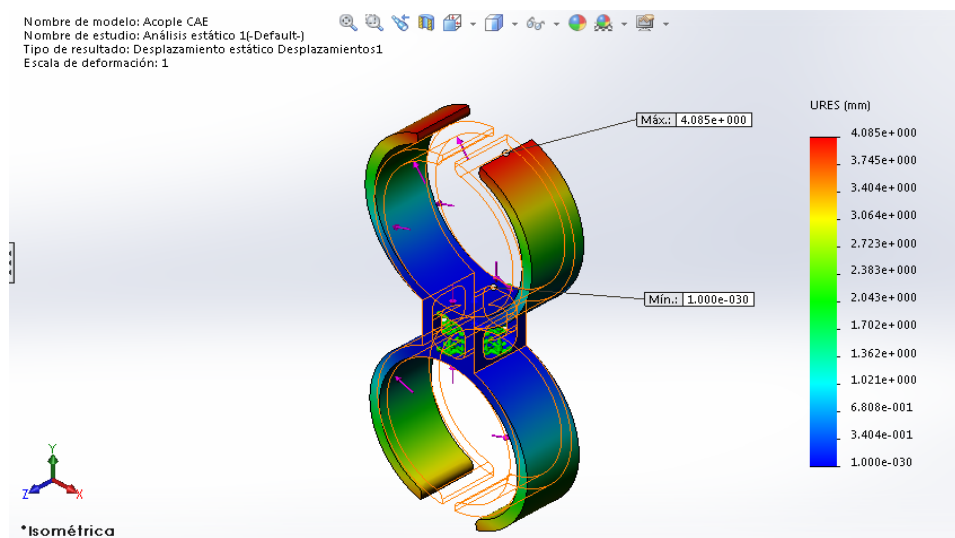 Nombre de modelo: Acople CAE
Nombre de estudio: Análisis estático 1(-Default-)
Tipo de resultado: Desplazamiento estático Desplazamientos1
Escala de deformación: 1
URES (mm)
Máx.: 4.085e+000
4.085e+000
3.745e+000
3.404e+000
3.064e+000
2.723e+000
2.383e+000
Mín.: 1.000e-030
2.043e+000
1.702e+000
1.362e+000
1.021e+000
6.808e-001
3.404e-001
1.000e-030
Y
Z
X
*Isométrica